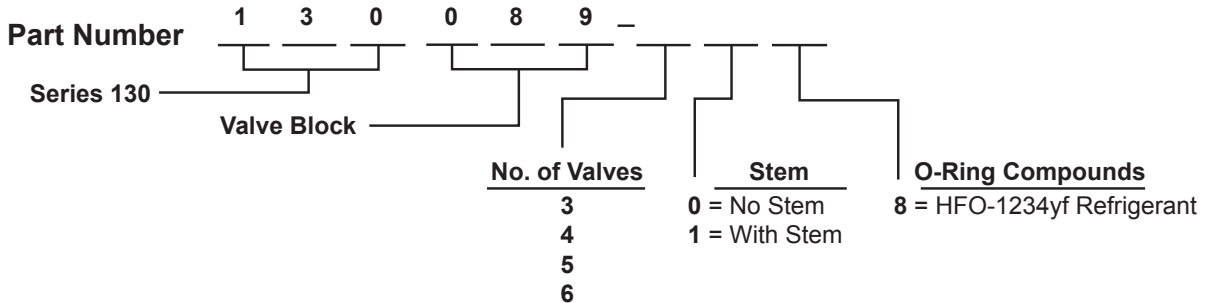 Part Number 1 3 0 0 8 9 –
Series 130
Valve Block
No. of Valves
3
4
5
6
Stem
0 = No Stem
1 = With Stem
O-Ring Compounds
8 = HFO-1234yf Refrigerant